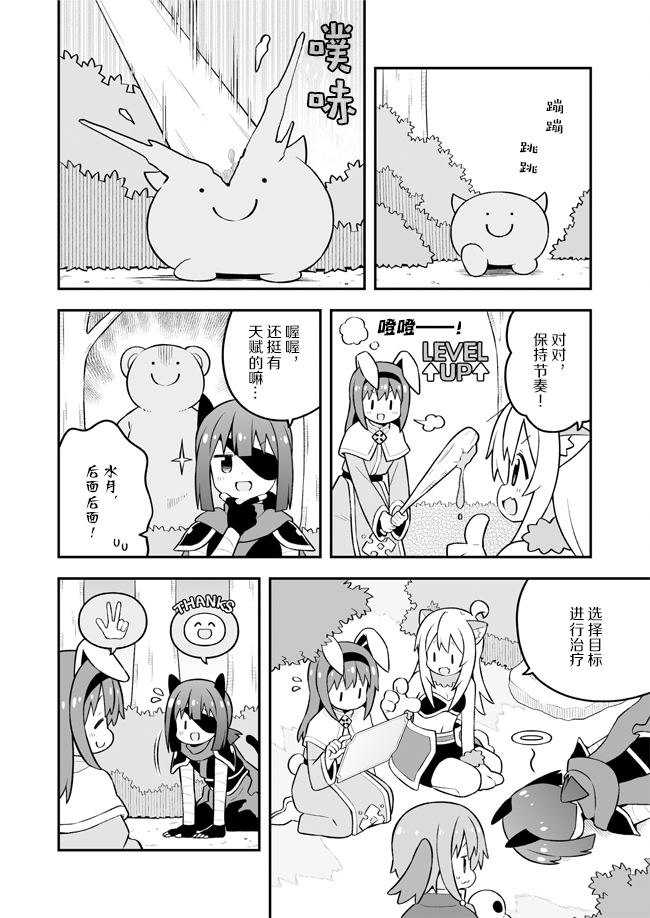 蹦
蹦
跳
跳
噗
咏
对对，
保持节奏！
噔噔——！
LEVEL
↑UP↑
喔喔，
还挺有
天赋的嘛…
水月，
后面后面！
选择目标
进行治疗
THANKS